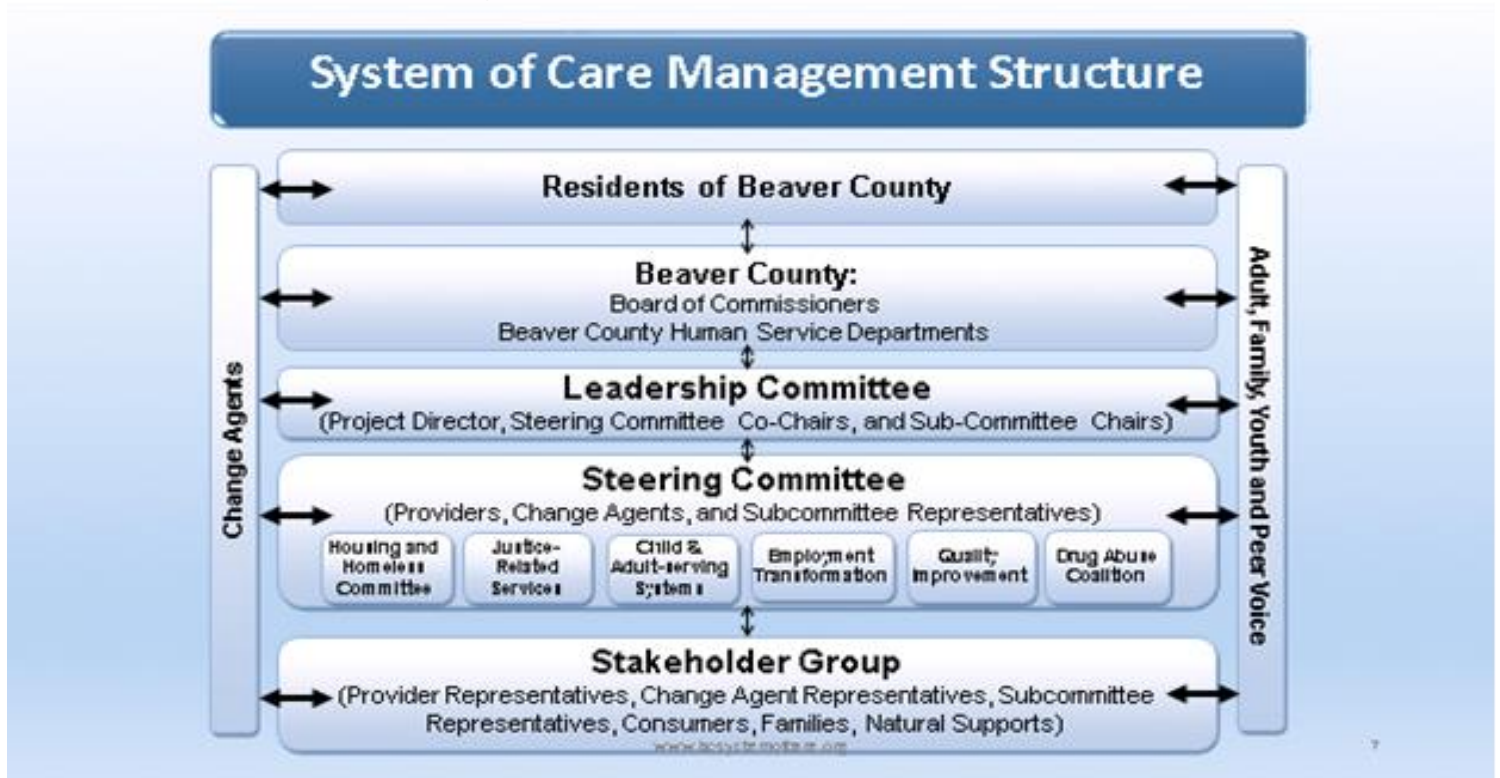 System of Care Management Structure
Residents of Beaver County
Beaver County:
Board of Commissioners
Beaver County Human Service Departments
Leadership Committee
(Project Director, Steering Committee Co-Chairs, and Sub-Committee Chairs)
Steering Committee
(Providers, Change Agents, and Subcommittee Representatives)
Housing and
Homeless
Committee
Justice-
Related
Services
Child &
Adult-serving
Systems
Employment
Transformation
Quality
Improvement
Drug Abuse
Coalition
Stakeholder Group
(Provider Representatives, Change Agent Representatives, Subcommittee
Representatives, Consumers, Families, Natural Supports)
www.bcsystemofcare.org
Change Agents
Adult, Family, Youth and Peer Voice
7